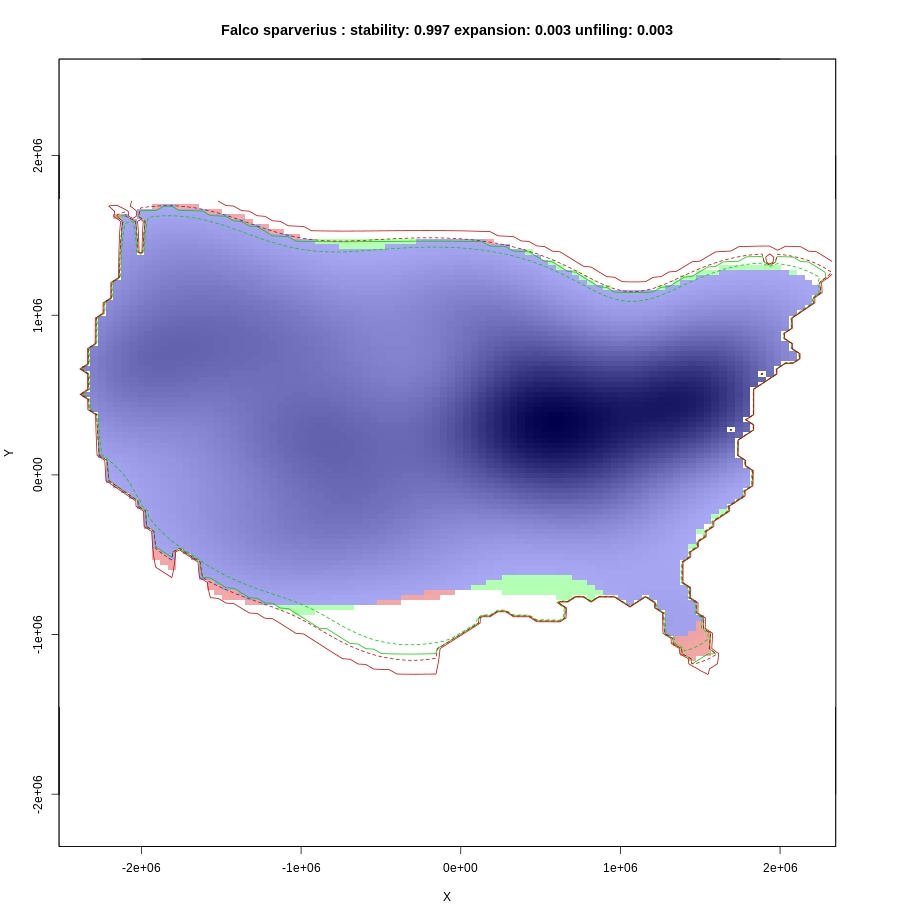 Falco sparverius : stability: 0.997 expansion: 0.003 unfiling: 0.003
2e+06
1e+06
Y
0e+00
-1e+06
-2e+06
-2e+06 -1e+06 0e+00 1e+06 2e+06
X